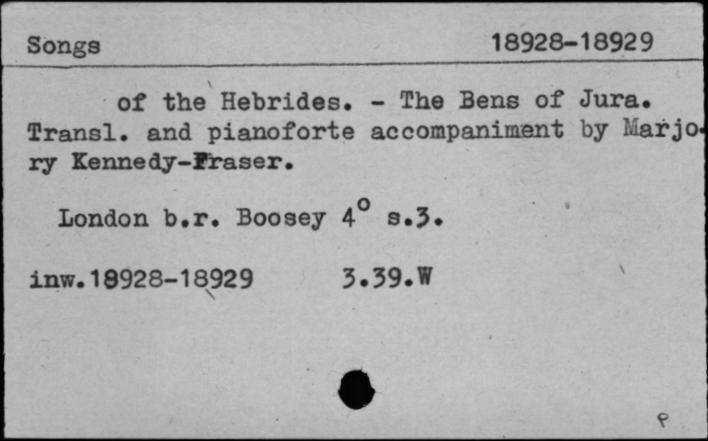 Songs 18928-18929
of the Hebrides. - The Bens of Jura.
Transl. and pianoforte accompaniment by Marjo-
ry Kennedy-Fraser.
London b.r. Boosey 4° s.3.
inw.18928-18929 3.39.W
P